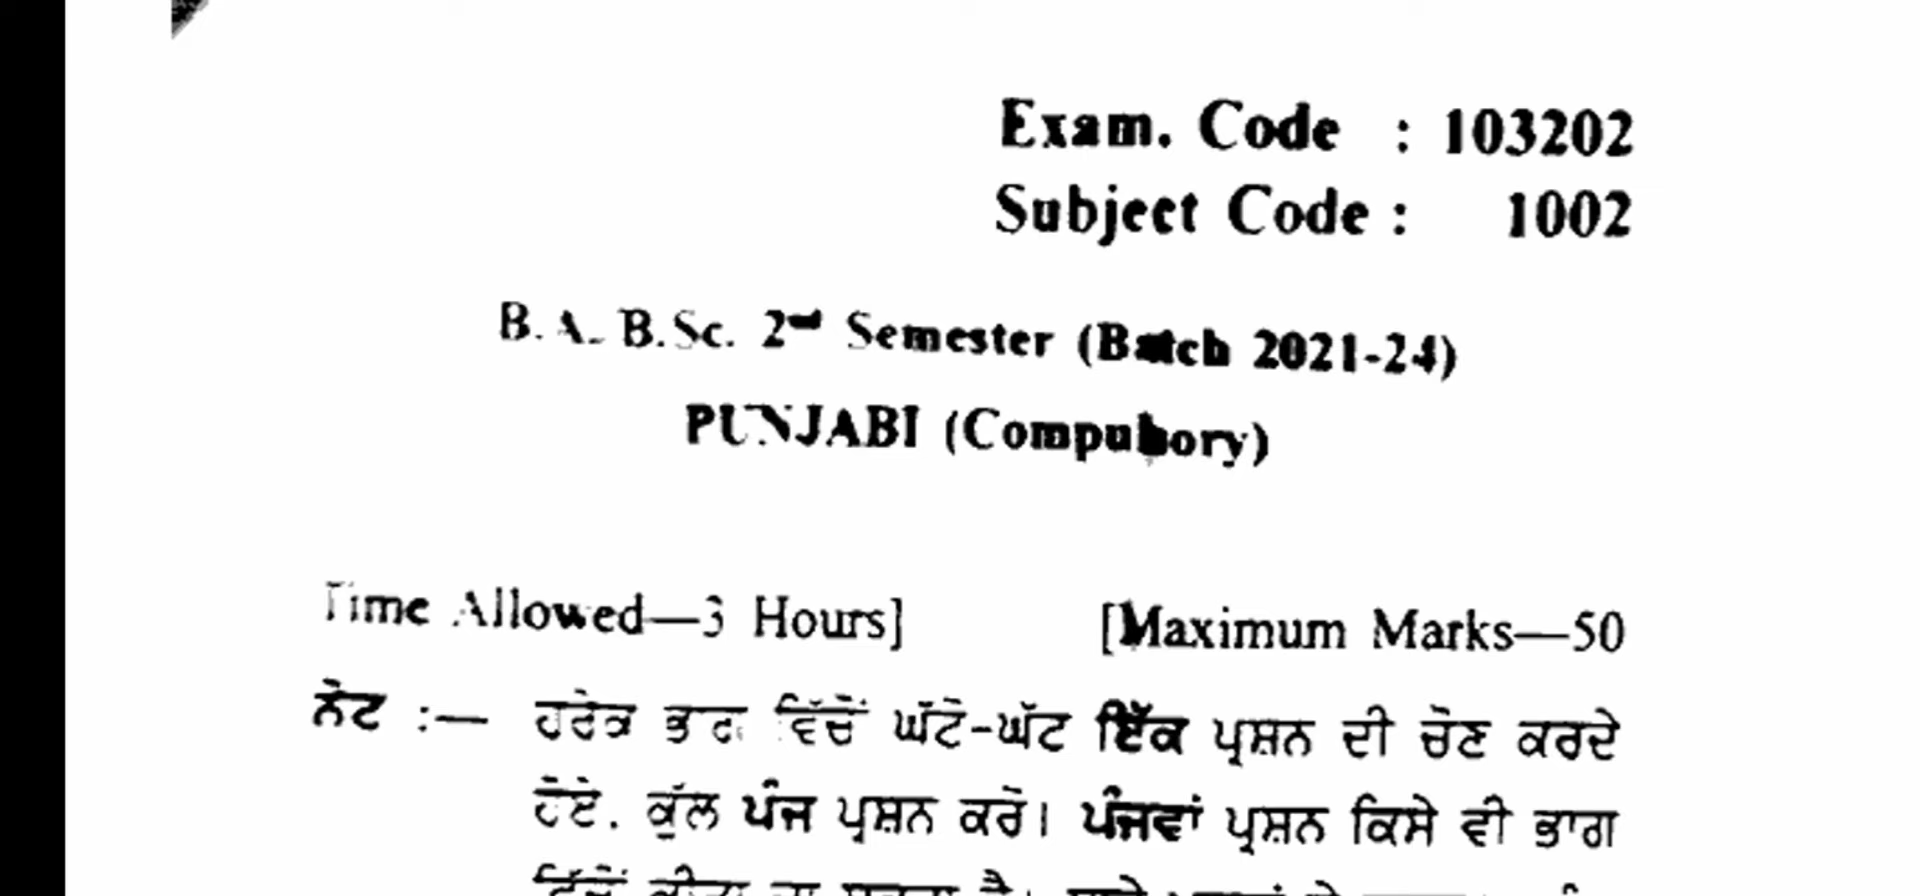 Exam. Code : 103202
Subject Code : 1002
B.A. B.Sc. 2nd Semester (Batch 2021-24)
PUNJABI (Compulsory)
Time Allowed—3 Hours] [Maximum Marks—50
ਨੋਟ :— ਹਰੇਕ ਭਾਗ ਵਿੱਚੋਂ ਘੱਟੋ-ਘੱਟ ਇੱਕ ਪ੍ਰਸ਼ਨ ਦੀ ਚੋਣ ਕਰਦੇ
ਹੋਏ. ਕੁੱਲ ਪੰਜ ਪ੍ਰਸ਼ਨ ਕਰੋ। ਪੰਜਵਾਂ ਪ੍ਰਸ਼ਨ ਕਿਸੇ ਵੀ ਭਾਗ